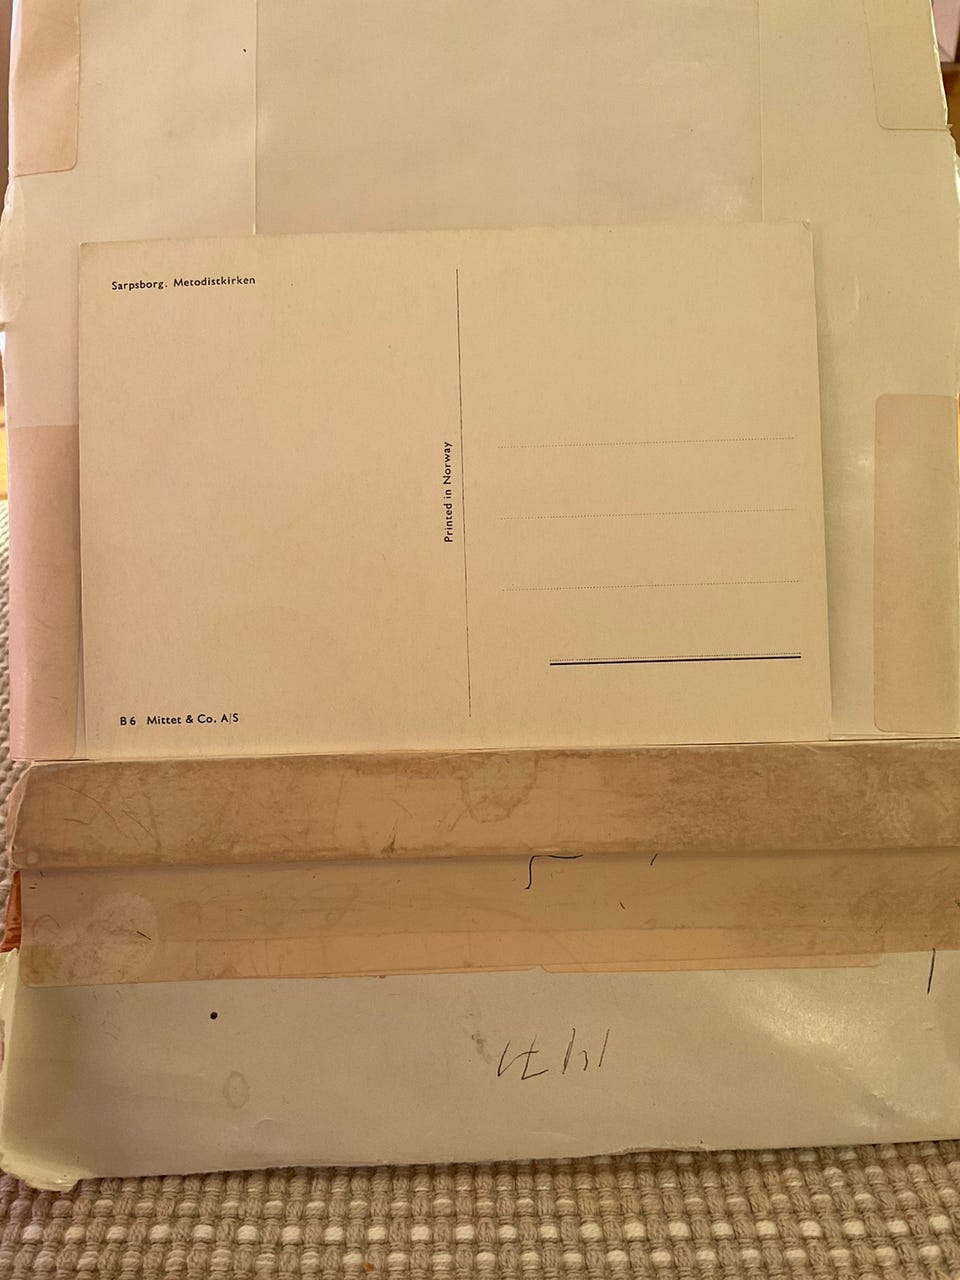 Sarpsborg. Metodistkirken
Printed in Norway
B 6 Mittet & Co. A/S